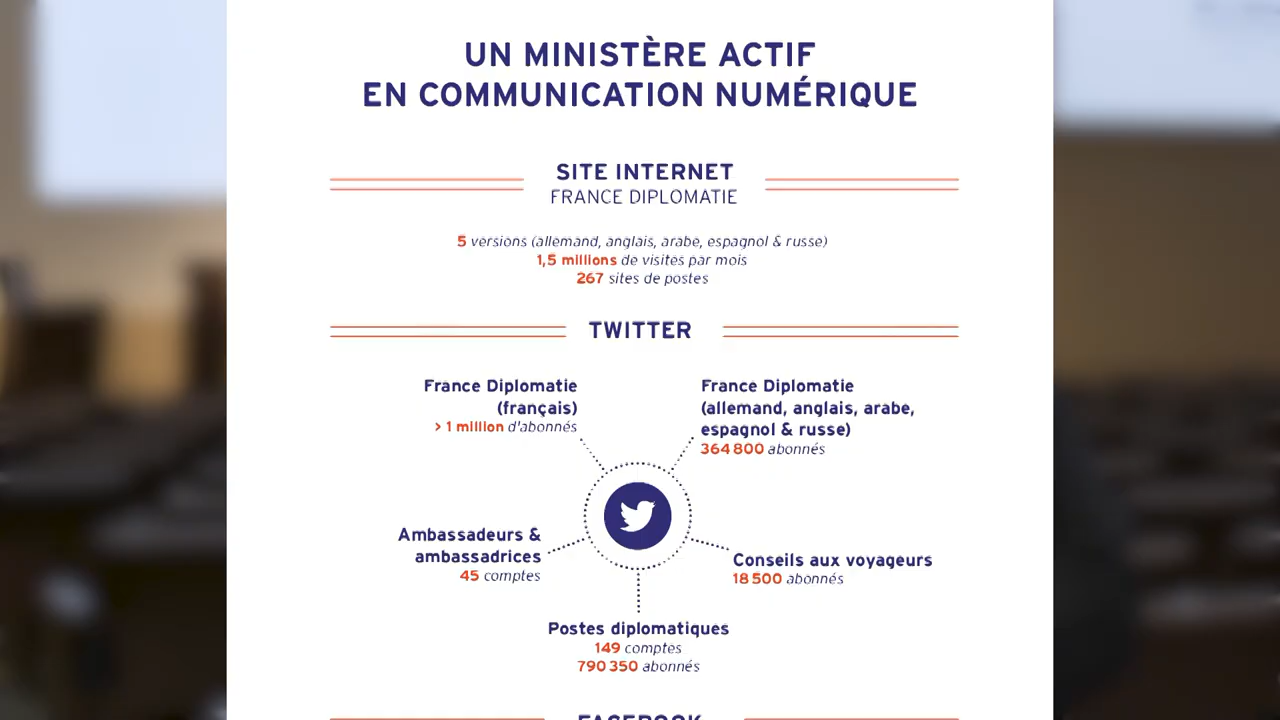 UN MINISTÈRE ACTIF
EN COMMUNICATION NUMÉRIQUE
SITE INTERNET
FRANCE DIPLOMATIE
5 versions (allemand, anglais, arabe, espagnol & russe)
1,5 millions de visites par mois
267 sites de postes
TWITTER
France Diplomatie
(français)
> 1 million d'abonnés
France Diplomatie
(allemand, anglais, arabe,
espagnol & russe)
364 800 abonnés
Ambassadeurs &
ambassadrices
45 comptes
Conseils aux voyageurs
18 500 abonnés
Postes diplomatiques
149 comptes
790 350 abonnés
FACEBOOK